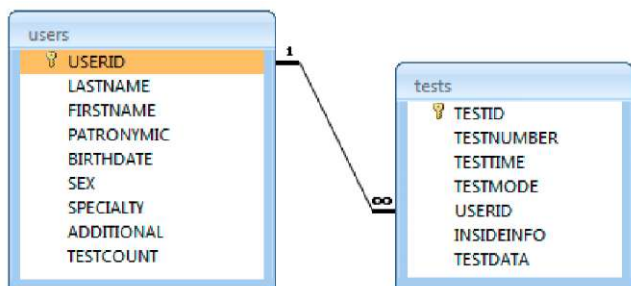 users
USERID
LASTNAME
FIRSTNAME
PATRONYMIC
BIRTHDATE
SEX
SPECIALTY
ADDITIONAL
TESTCOUNT
1
∞
tests
TESTID
TESTNUMBER
TESTTIME
TESTMODE
USERID
INSIDEINFO
TESTDATA